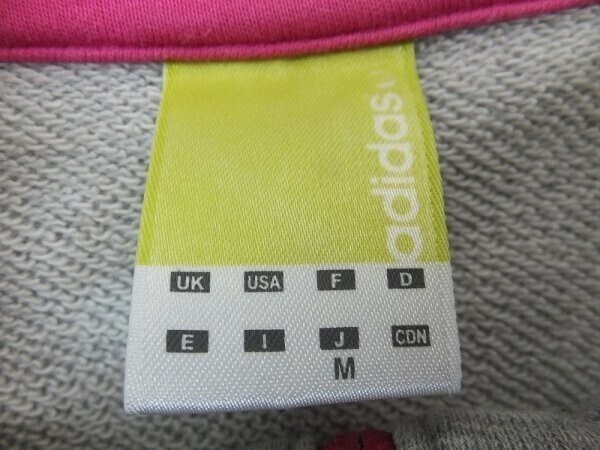 adidas
UK USA F D
E I J CDN
M